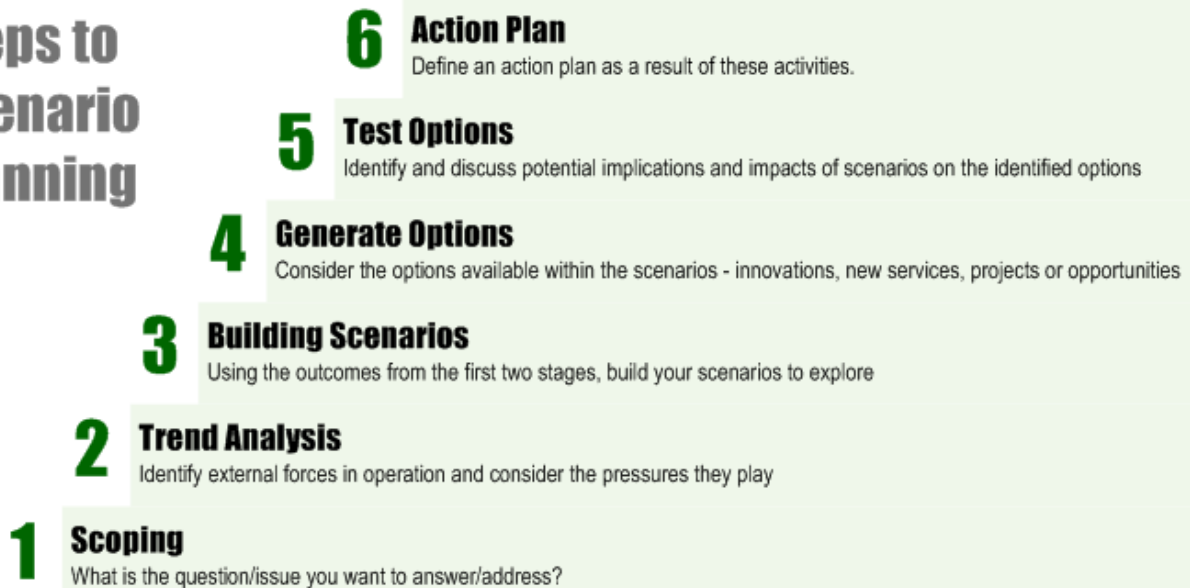 eps to
enario
nning
6 Action Plan
Define an action plan as a result of these activities.
5 Test Options
Identify and discuss potential implications and impacts of scenarios on the identified options
4 Generate Options
Consider the options available within the scenarios - innovations, new services, projects or opportunities
3 Building Scenarios
Using the outcomes from the first two stages, build your scenarios to explore
2 Trend Analysis
Identify external forces in operation and consider the pressures they play
1 Scoping
What is the question/issue you want to answer/address?